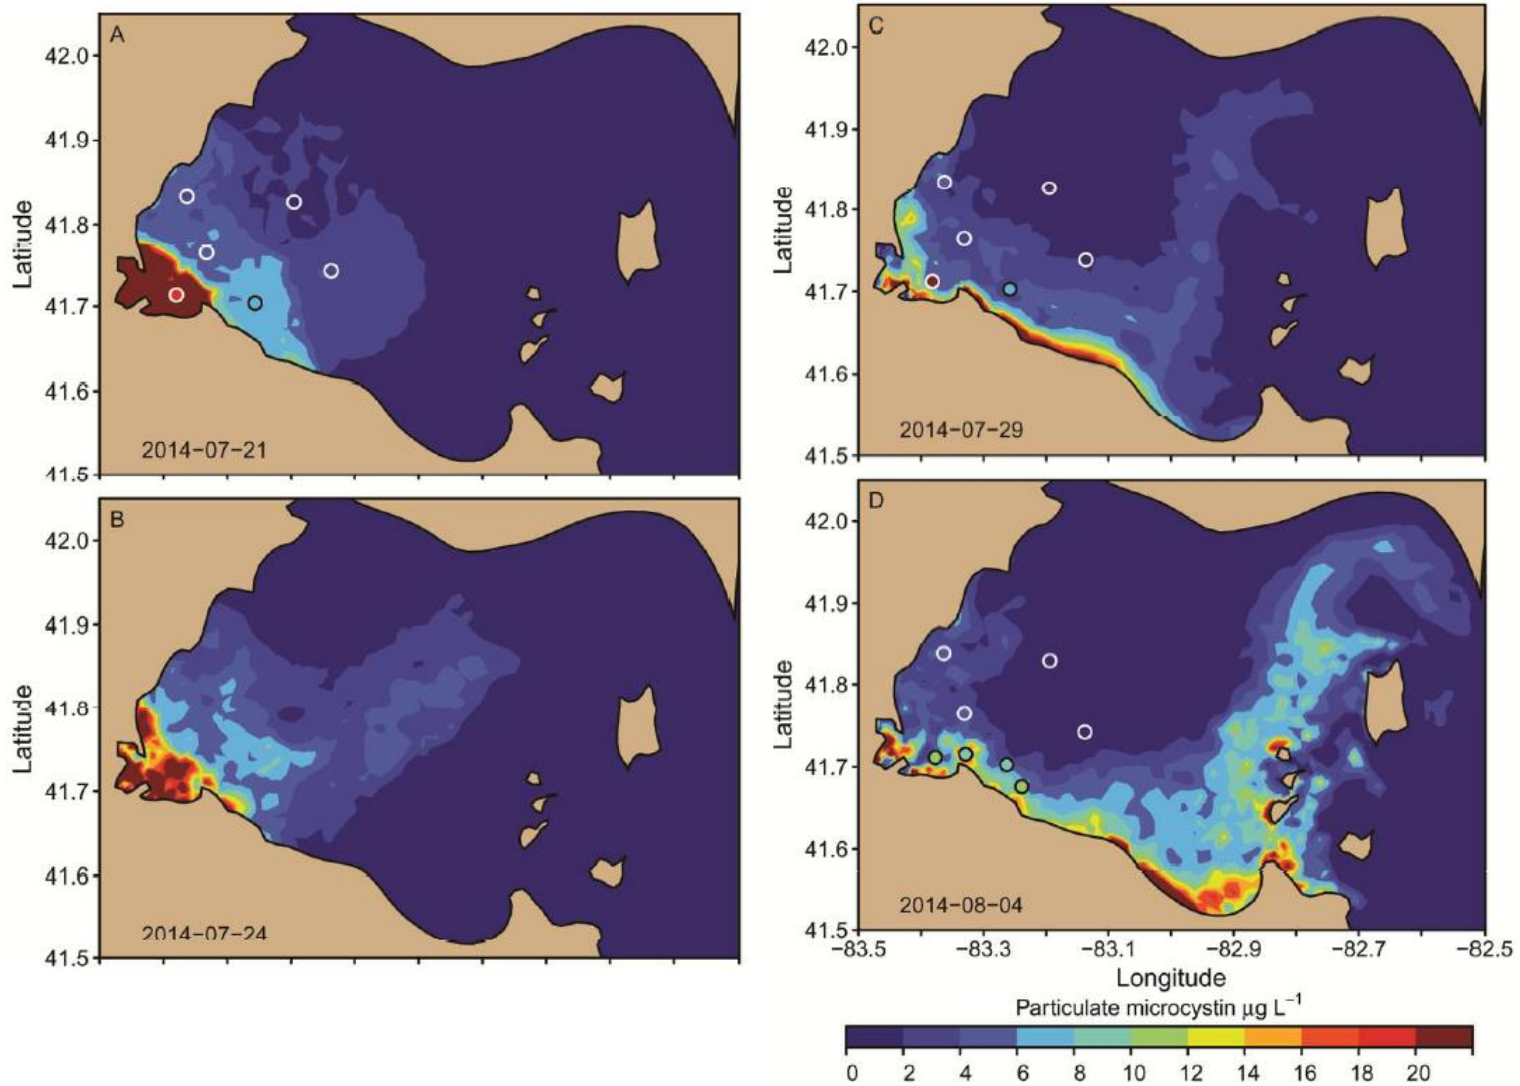 A
42.0
41.9
41.8
41.7
41.6
41.5
Latitude
2014-07-21
B
42.0
41.9
41.8
41.7
41.6
41.5
Latitude
2014-07-24
C
42.0
41.9
41.8
41.7
41.6
41.5
Latitude
2014-07-29
D
42.0
41.9
41.8
41.7
41.6
41.5
Latitude
2014-08-04
−83.5 −83.3 −83.1 −82.9 −82.7 −82.5
Longitude
Particulate microcystin µg L⁻¹
0 2 4 6 8 10 12 14 16 18 20